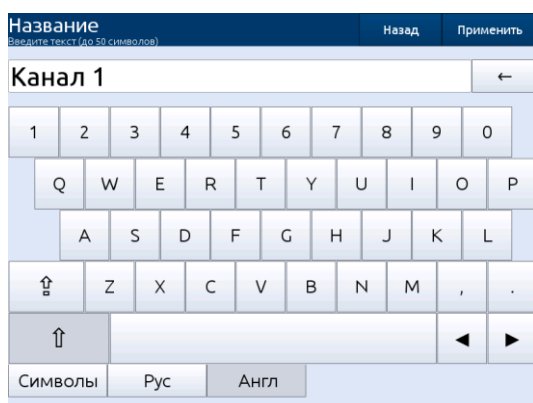 Название
Введите текст (до 50 символов)
Назад
Применить
Канал 1
←
1 2 3 4 5 6 7 8 9 0
Q W E R T Y U I O P
A S D F G H J K L
⇪ Z X C V B N M , .
⇧ ◀ ▶
Символы Рус Англ